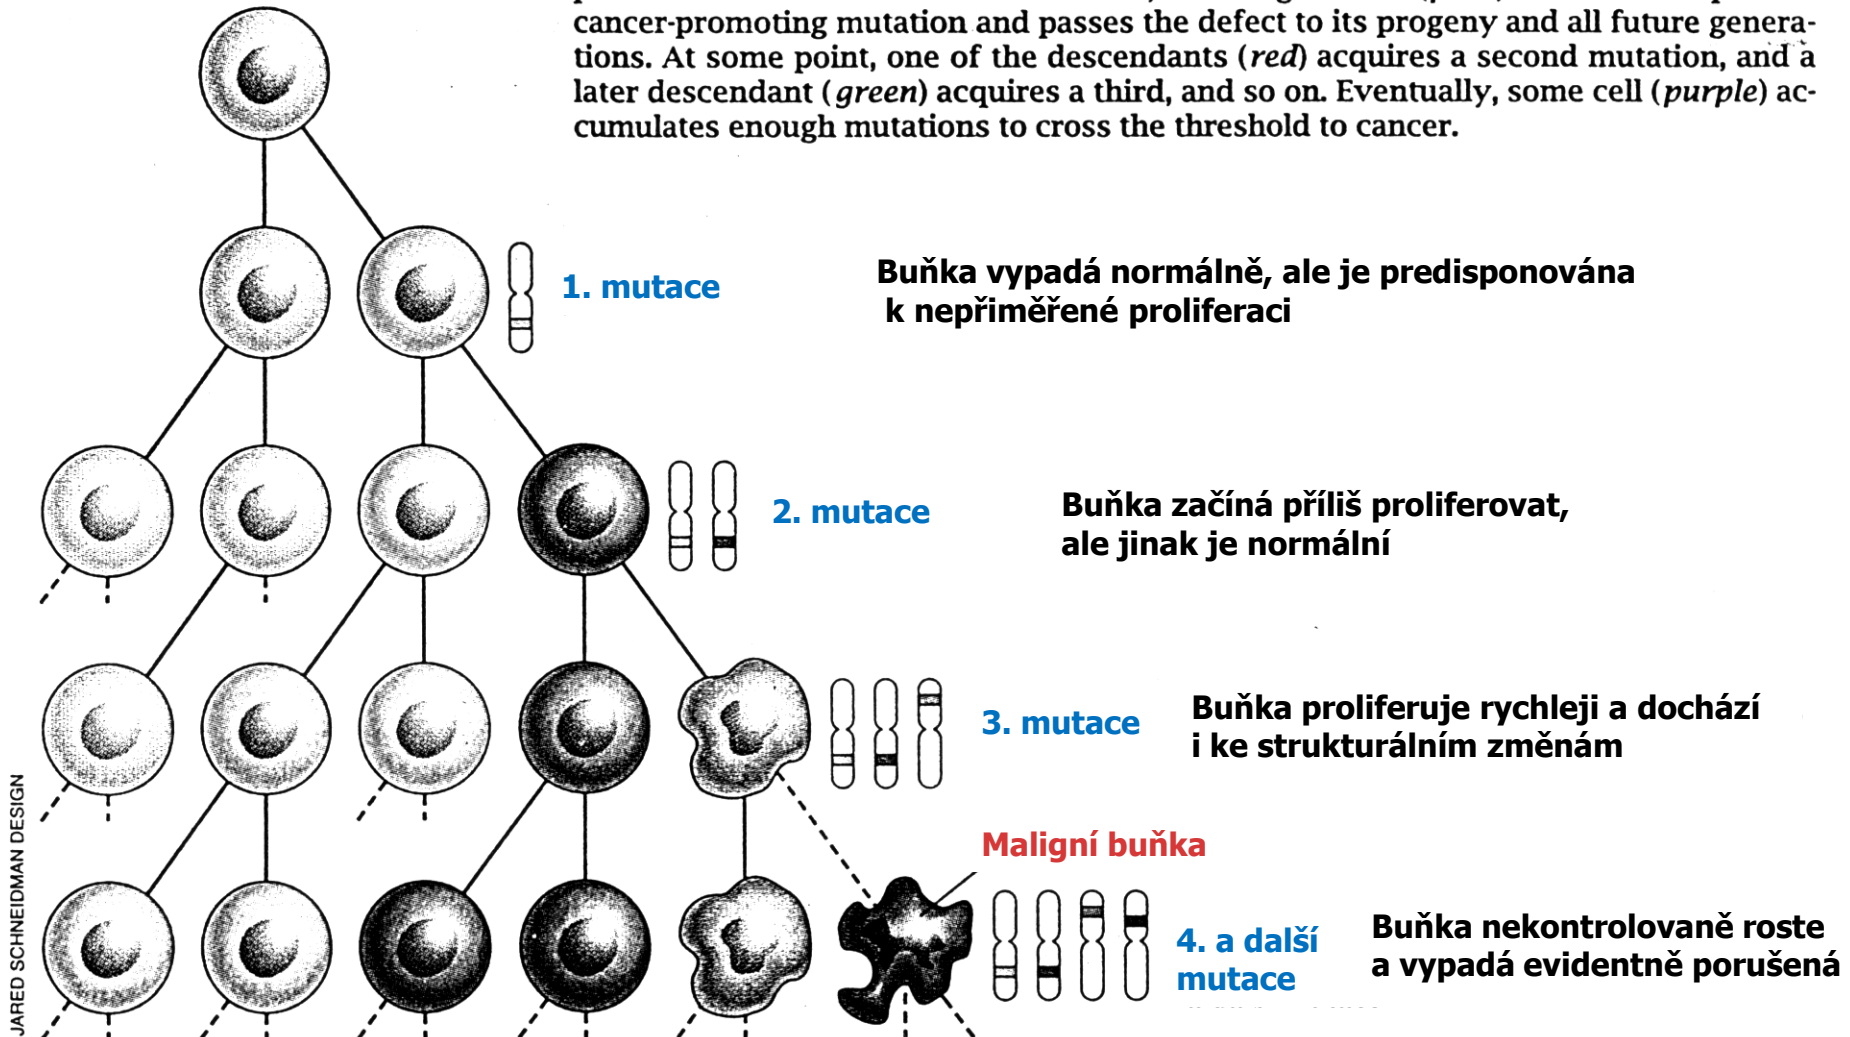 cancer-promoting mutation and passes the defect to its progeny and all future genera-
tions. At some point, one of the descendants (red) acquires a second mutation, and a
later descendant (green) acquires a third, and so on. Eventually, some cell (purple) ac-
cumulates enough mutations to cross the threshold to cancer.
1. mutace
Buňka vypadá normálně, ale je predisponována
k nepřiměřené proliferaci
2. mutace
Buňka začíná příliš proliferovat,
ale jinak je normální
3. mutace
Buňka proliferuje rychleji a dochází
i ke strukturálním změnám
Maligní buňka
4. a další
mutace
Buňka nekontrolovaně roste
a vypadá evidentně porušená
JARED SCHNEIDMAN DESIGN